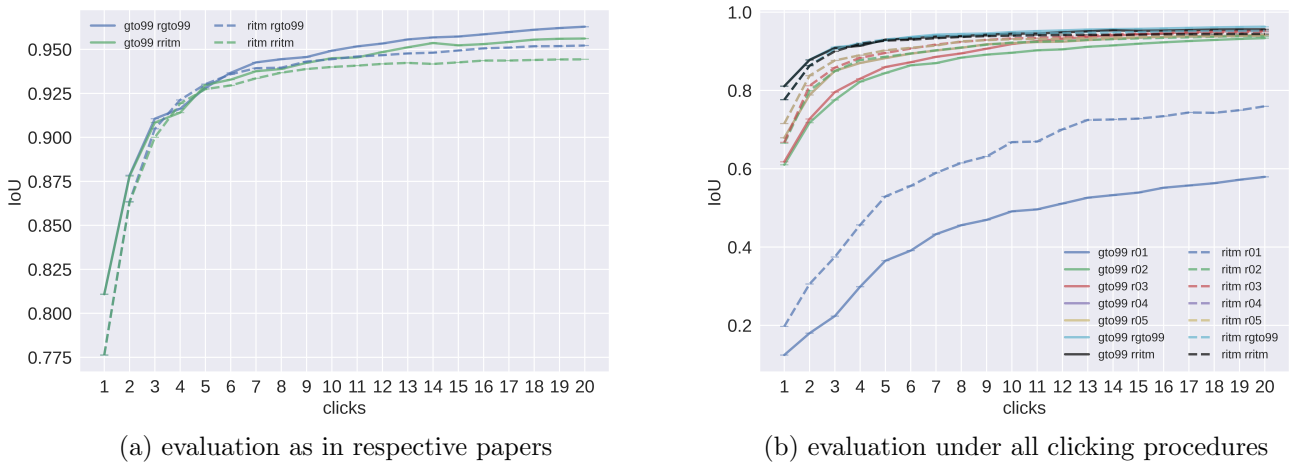 gto99 rgto99 ritm rgto99
gto99 rritm ritm rritm
0.950
0.925
0.900
0.875
0.850
0.825
0.800
0.775
IoU
1 2 3 4 5 6 7 8 9 10 11 12 13 14 15 16 17 18 19 20
clicks
(a) evaluation as in respective papers
1.0
0.8
0.6
0.4
0.2
IoU
gto99 r01 ritm r01
gto99 r02 ritm r02
gto99 r03 ritm r03
gto99 r04 ritm r04
gto99 r05 ritm r05
gto99 rgto99 ritm rgto99
gto99 rritm ritm rritm
1 2 3 4 5 6 7 8 9 10 11 12 13 14 15 16 17 18 19 20
clicks
(b) evaluation under all clicking procedures